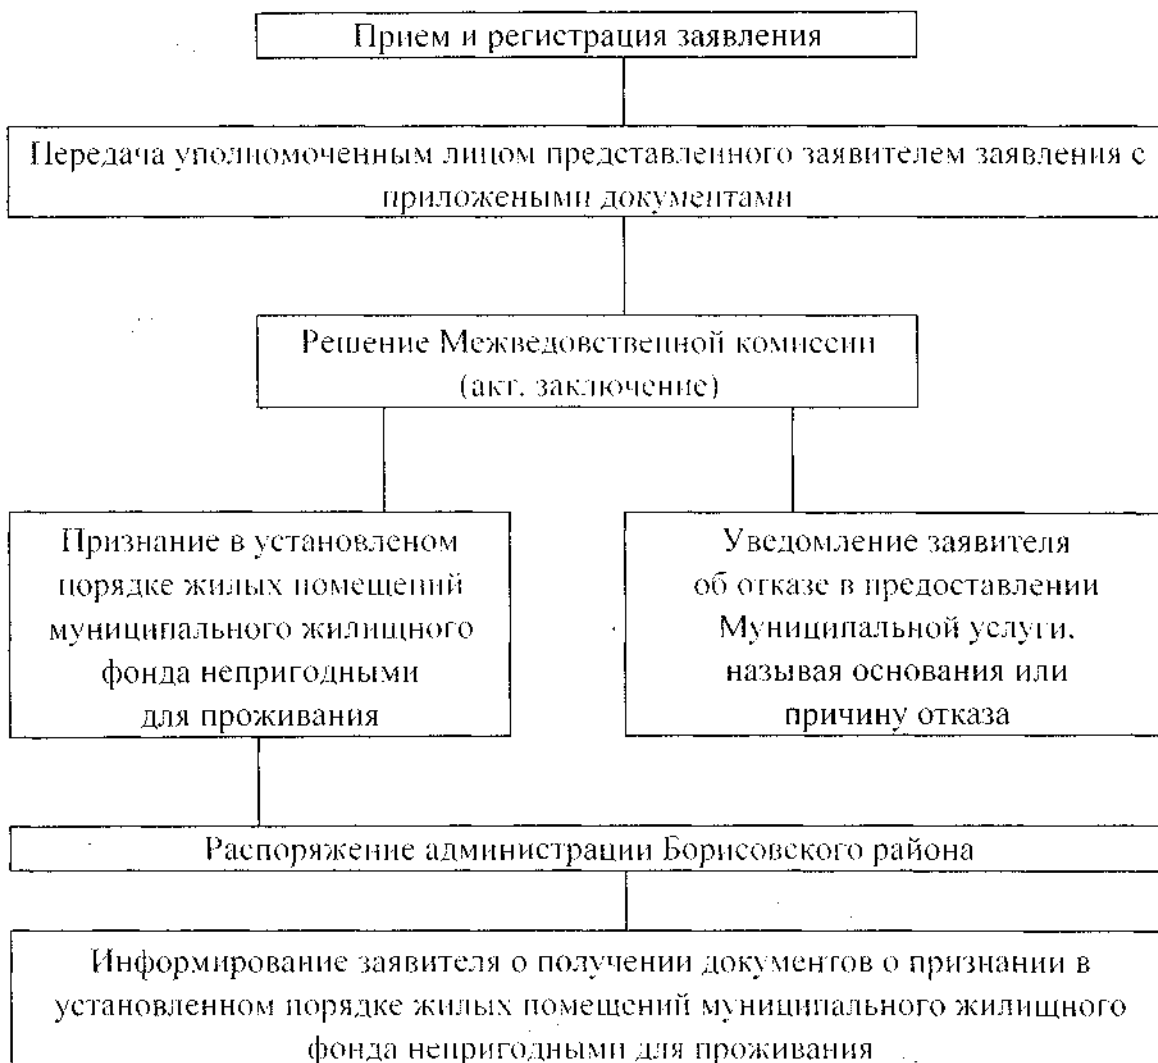 Прием и регистрация заявления
Передача уполномоченным лицом представленного заявителем заявления с
приложеными документами
Решение Межведовственной комиссии
(акт. заключение)
Признание в установленом
порядке жилых помещений
муниципального жилищного
фонда непригодными
для проживания
Уведомление заявителя
об отказе в предоставлении
Муниципальной услуги.
называя основания или
причину отказа
Распоряжение администрации Борисовского района
Информирование заявителя о получении документов о признании в
установленном порядке жилых помещений муниципального жилищного
фонда непригодными для проживания